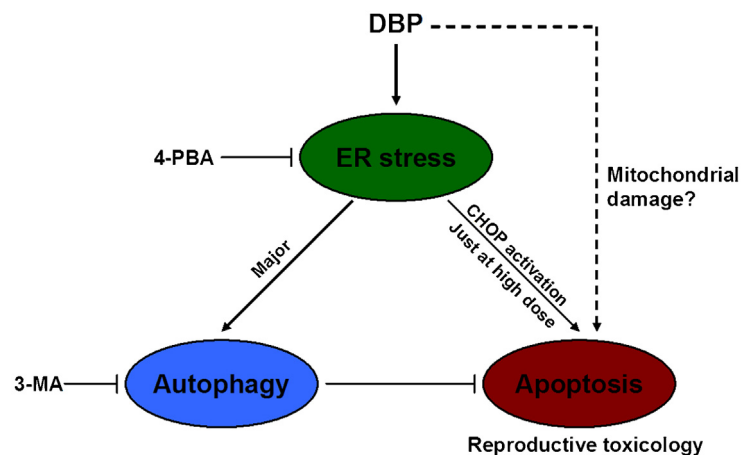 DBP
4-PBA
ER stress
Mitochondrial
damage?
Major
CHOP activation
Just at high dose
3-MA
Autophagy
Apoptosis
Reproductive toxicology